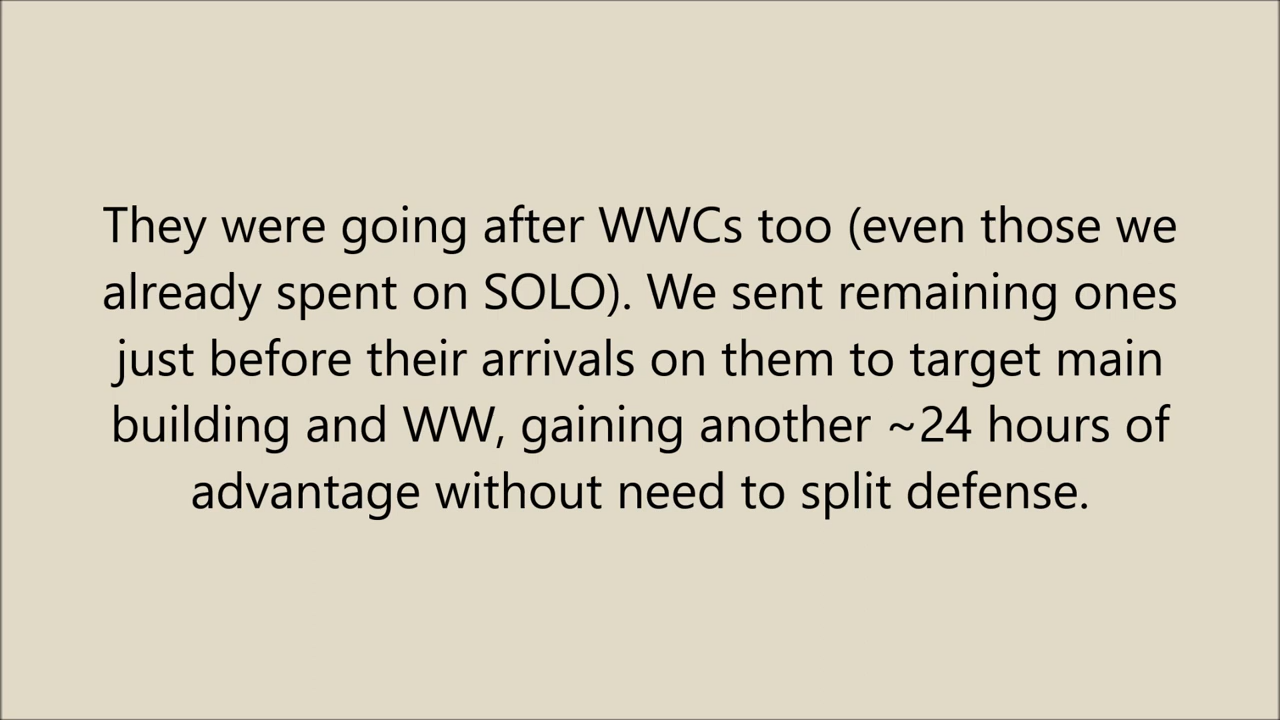 They were going after WWCs too (even those we
already spent on SOLO). We sent remaining ones
just before their arrivals on them to target main
building and WW, gaining another ~24 hours of
advantage without need to split defense.